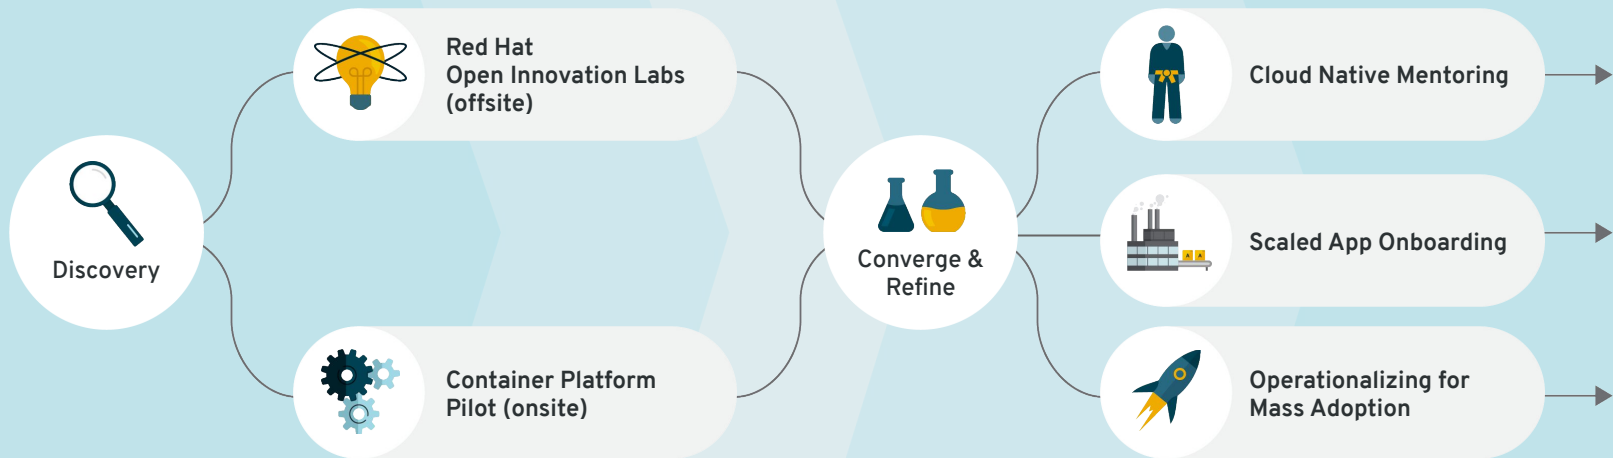 Discovery
Red Hat
Open Innovation Labs
(offsite)
Container Platform
Pilot (onsite)
Converge &
Refine
Cloud Native Mentoring
Scaled App Onboarding
Operationalizing for
Mass Adoption